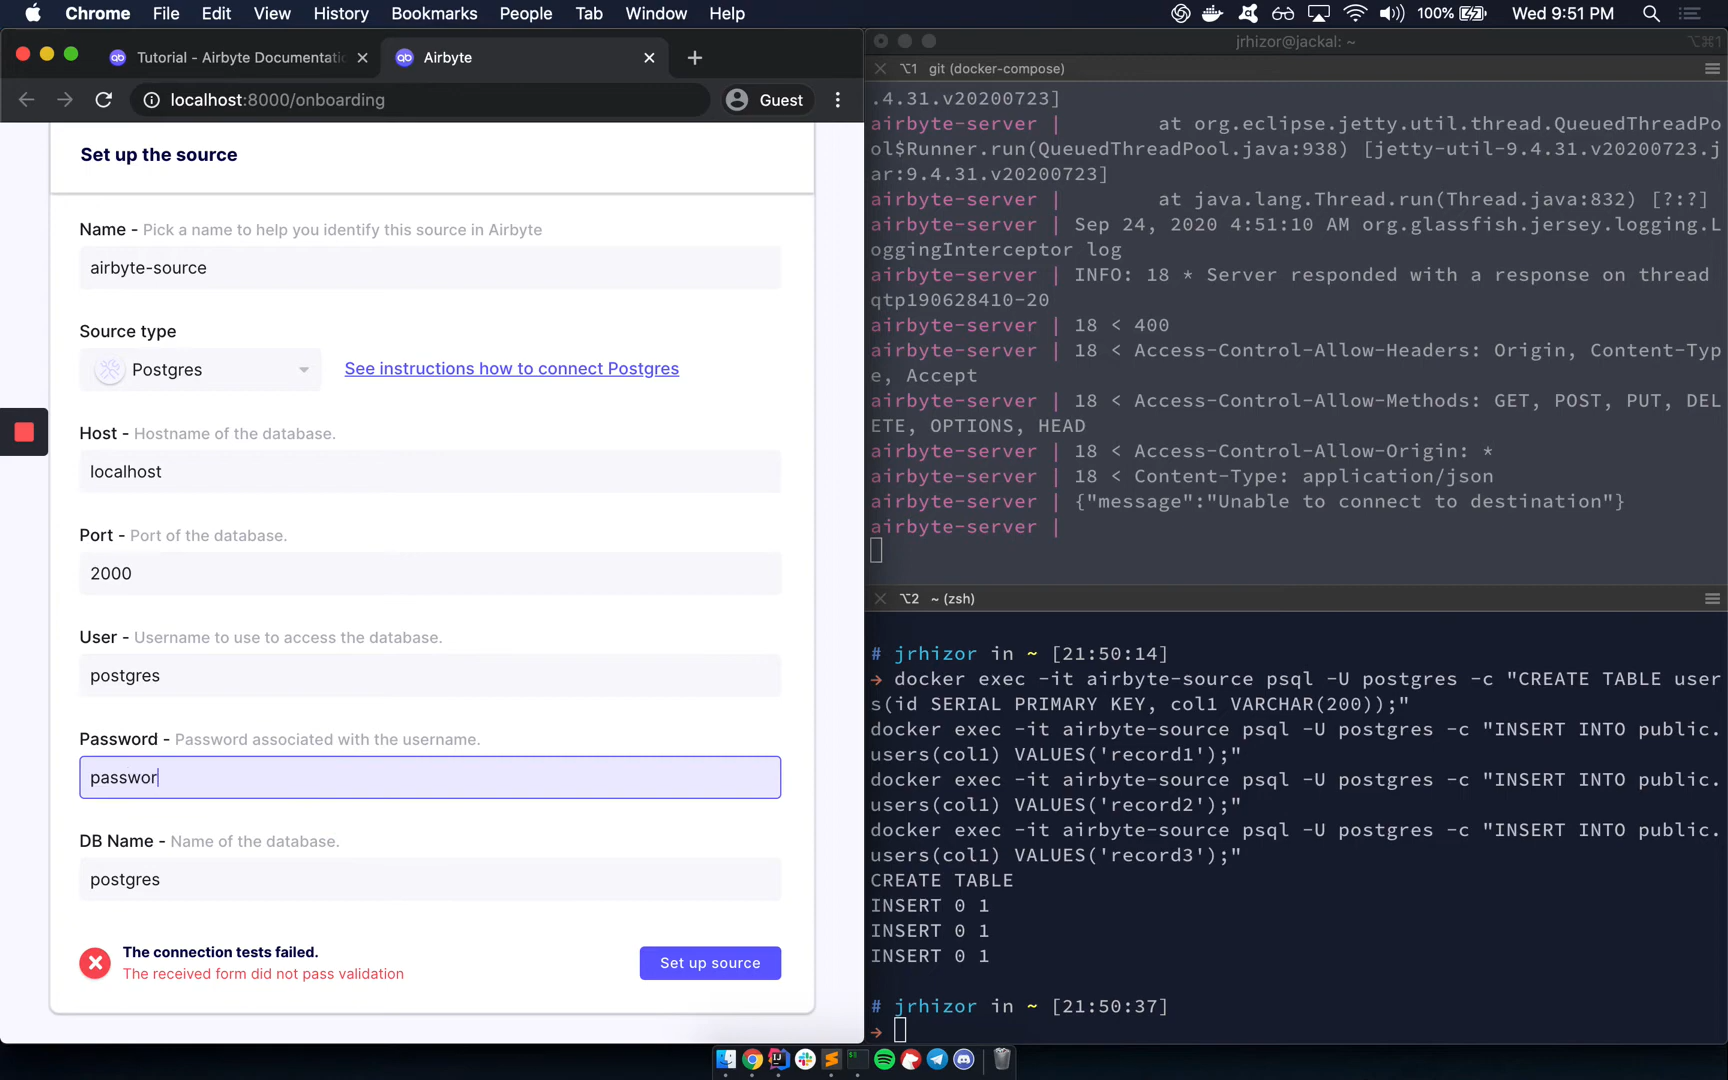 Chrome File Edit View History Bookmarks People Tab Window Help
100% Wed 9:51 PM
Tutorial - Airbyte Documentatio
Airbyte
localhost:8000/onboarding
Guest
Set up the source
Name - Pick a name to help you identify this source in Airbyte
airbyte-source
Source type
Postgres
See instructions how to connect Postgres
Host - Hostname of the database.
localhost
Port - Port of the database.
2000
User - Username to use to access the database.
postgres
Password - Password associated with the username.
passwor
DB Name - Name of the database.
postgres
The connection tests failed.
The received form did not pass validation
Set up source
jrhizor@jackal: ~
⌥⌘1
⌥1 git (docker-compose)
.4.31.v20200723]
airbyte-server | at org.eclipse.jetty.util.thread.QueuedThreadPo
ol$Runner.run(QueuedThreadPool.java:938) [jetty-util-9.4.31.v20200723.j
ar:9.4.31.v20200723]
airbyte-server | at java.lang.Thread.run(Thread.java:832) [?:?]
airbyte-server | Sep 24, 2020 4:51:10 AM org.glassfish.jersey.logging.L
oggingInterceptor log
airbyte-server | INFO: 18 * Server responded with a response on thread
qtp190628410-20
airbyte-server | 18 < 400
airbyte-server | 18 < Access-Control-Allow-Headers: Origin, Content-Typ
e, Accept
airbyte-server | 18 < Access-Control-Allow-Methods: GET, POST, PUT, DEL
ETE, OPTIONS, HEAD
airbyte-server | 18 < Access-Control-Allow-Origin: *
airbyte-server | 18 < Content-Type: application/json
airbyte-server | {"message":"Unable to connect to destination"}
airbyte-server |
⌥2 ~ (zsh)
# jrhizor in ~ [21:50:14]
→ docker exec -it airbyte-source psql -U postgres -c "CREATE TABLE user
s(id SERIAL PRIMARY KEY, col1 VARCHAR(200));"
docker exec -it airbyte-source psql -U postgres -c "INSERT INTO public.
users(col1) VALUES('record1');"
docker exec -it airbyte-source psql -U postgres -c "INSERT INTO public.
users(col1) VALUES('record2');"
docker exec -it airbyte-source psql -U postgres -c "INSERT INTO public.
users(col1) VALUES('record3');"
CREATE TABLE
INSERT 0 1
INSERT 0 1
INSERT 0 1
# jrhizor in ~ [21:50:37]
→